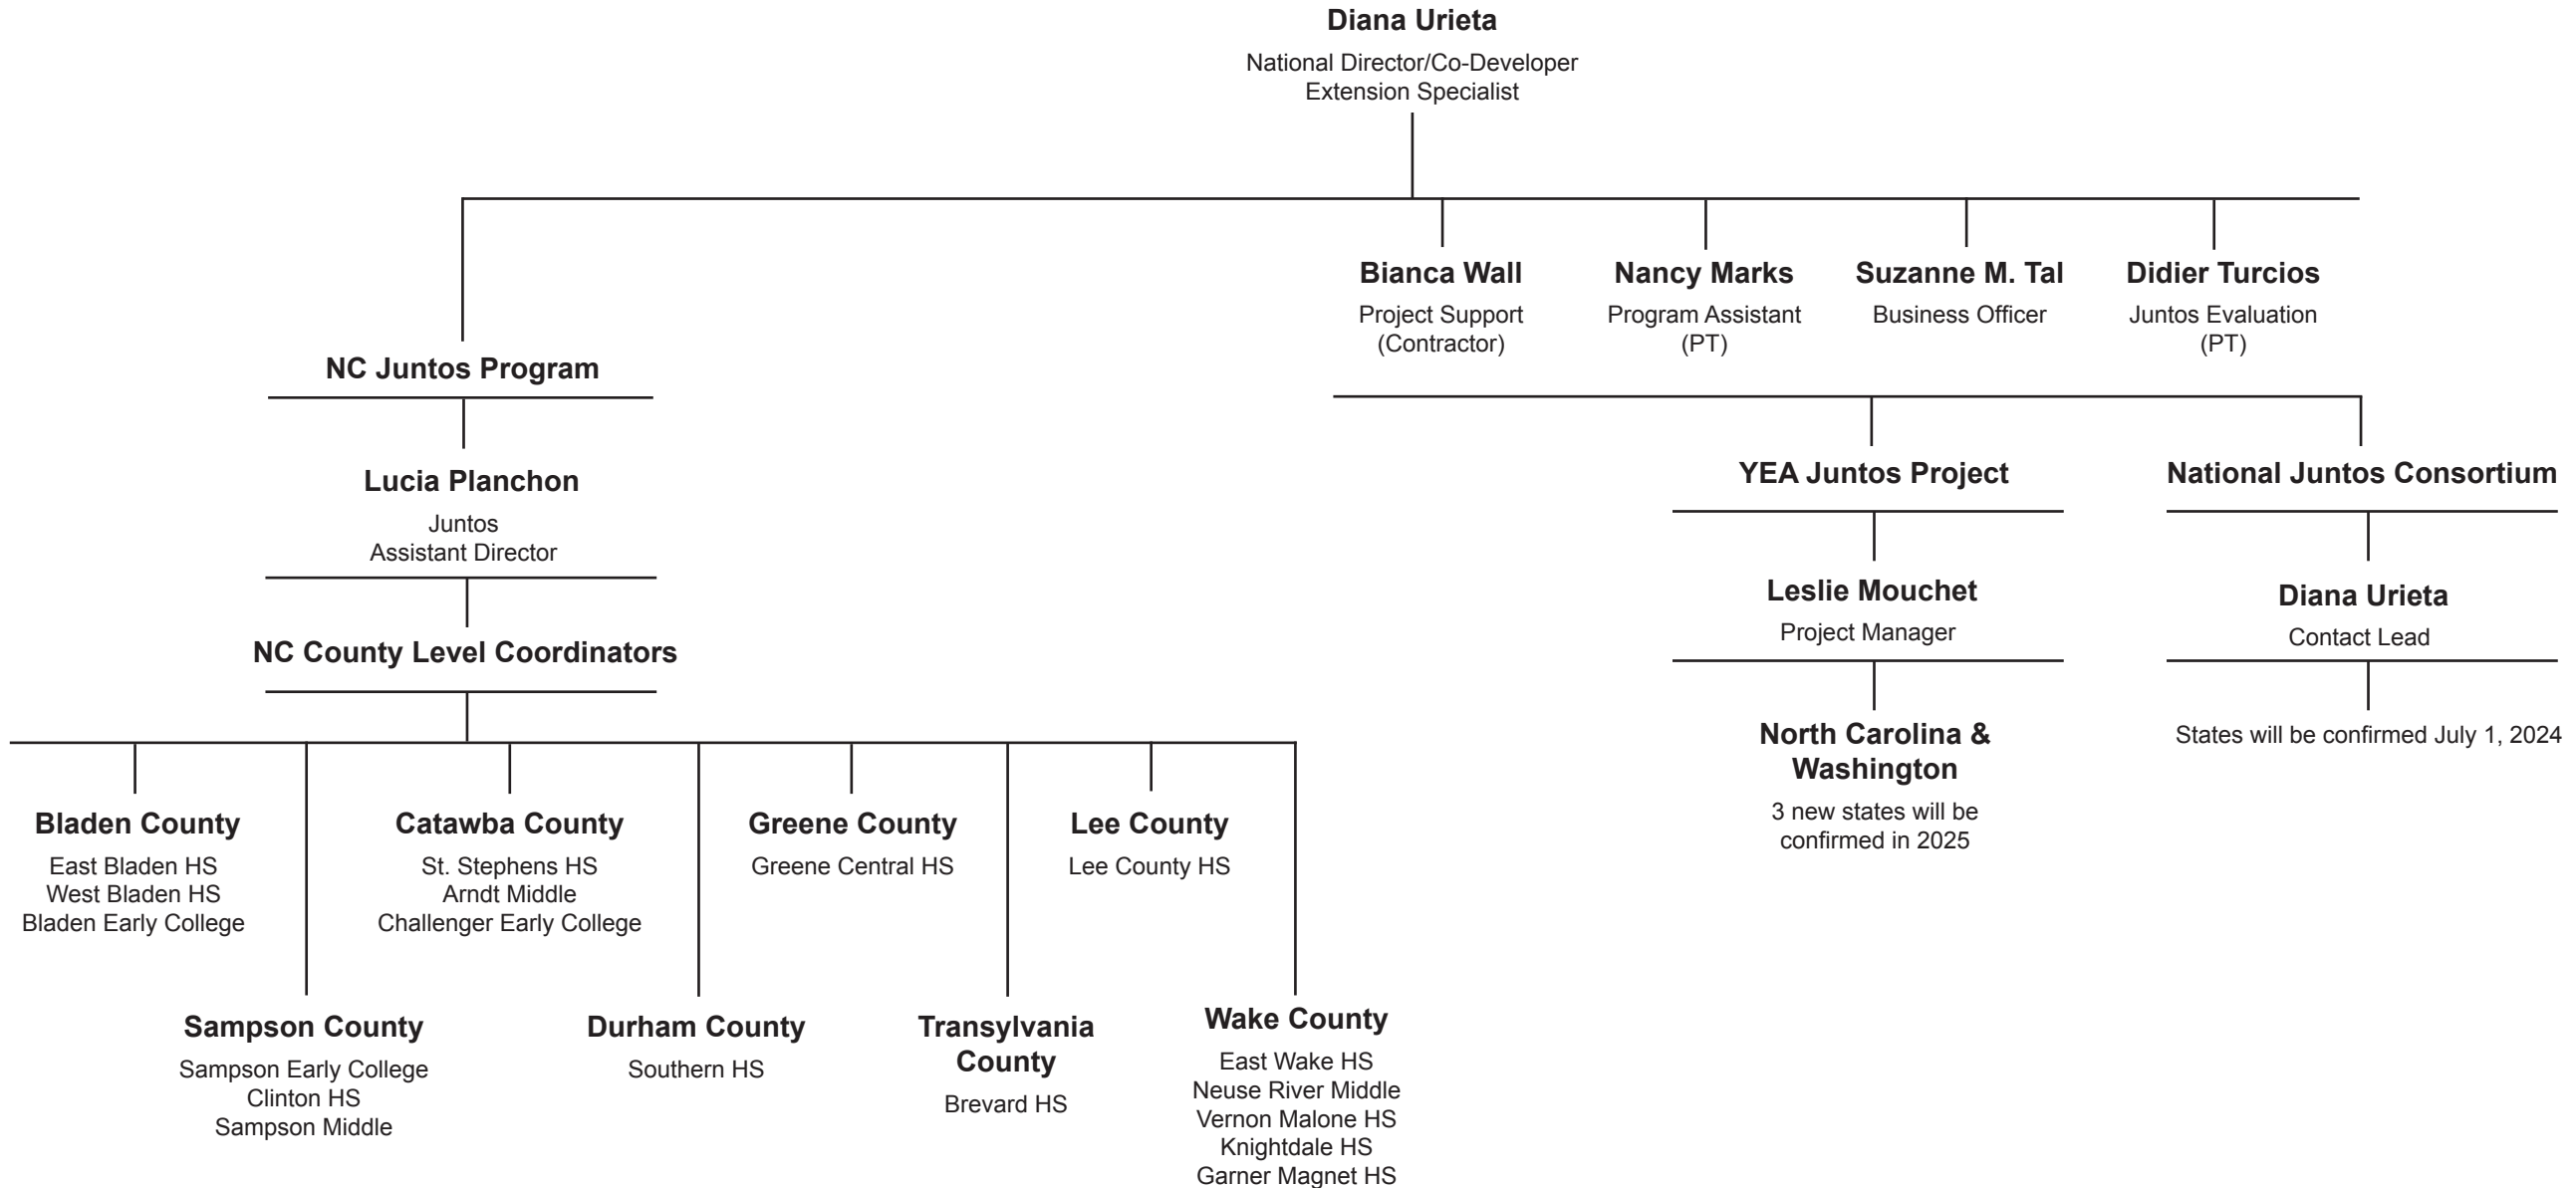 Diana Urieta
National Director/Co-Developer
Extension Specialist
Bianca Wall
Project Support
(Contractor)
Nancy Marks
Program Assistant
(PT)
Suzanne M. Tal
Business Officer
Didier Turcios
Juntos Evaluation
(PT)
NC Juntos Program
Lucia Planchon
Juntos
Assistant Director
NC County Level Coordinators
YEA Juntos Project
Leslie Mouchet
Project Manager
North Carolina &
Washington
3 new states will be
confirmed in 2025
National Juntos Consortium
Diana Urieta
Contact Lead
States will be confirmed July 1, 2024
Bladen County
East Bladen HS
West Bladen HS
Bladen Early College
Catawba County
St. Stephens HS
Arndt Middle
Challenger Early College
Greene County
Greene Central HS
Lee County
Lee County HS
Sampson County
Sampson Early College
Clinton HS
Sampson Middle
Durham County
Southern HS
Transylvania
County
Brevard HS
Wake County
East Wake HS
Neuse River Middle
Vernon Malone HS
Knightdale HS
Garner Magnet HS